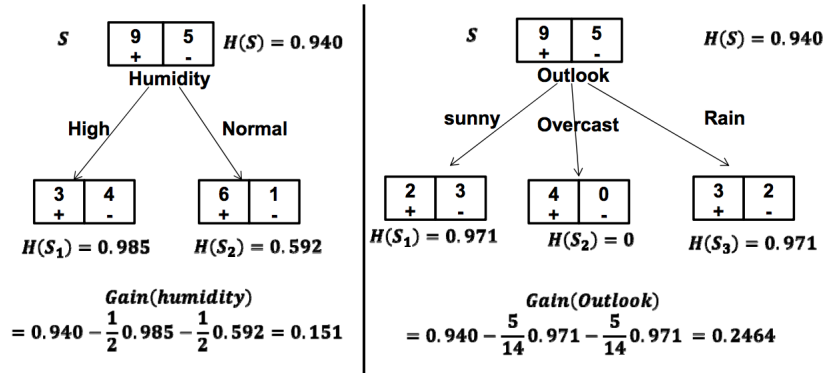 S
9 5
+ -
H(S) = 0.940
Humidity
High
Normal
3 4
+ -
6 1
+ -
H(S₁) = 0.985
H(S₂) = 0.592
Gain(humidity)
= 0.940 − 1/2 0.985 − 1/2 0.592 = 0.151
S
9 5
+ -
H(S) = 0.940
Outlook
sunny
Overcast
Rain
2 3
+ -
4 0
+ -
3 2
+ -
H(S₁) = 0.971
H(S₂) = 0
H(S₃) = 0.971
Gain(Outlook)
= 0.940 − 5/14 0.971 − 5/14 0.971 = 0.2464